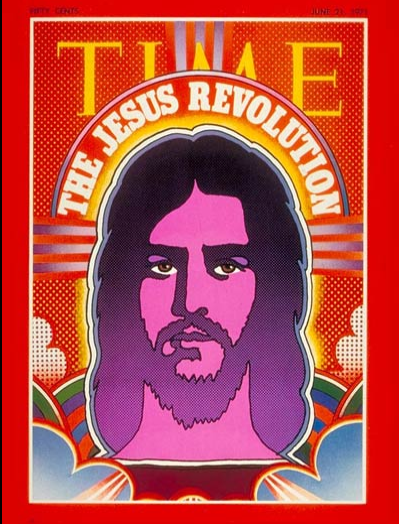 FIFTY CENTS
JUNE 21, 1971
TIME
THE JESUS REVOLUTION